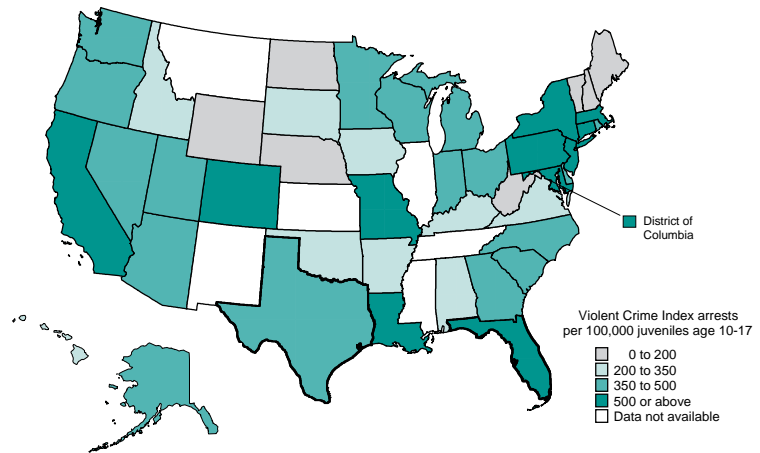 District of
Columbia
Violent Crime Index arrests
per 100,000 juveniles age 10-17
0 to 200
200 to 350
350 to 500
500 or above
Data not available